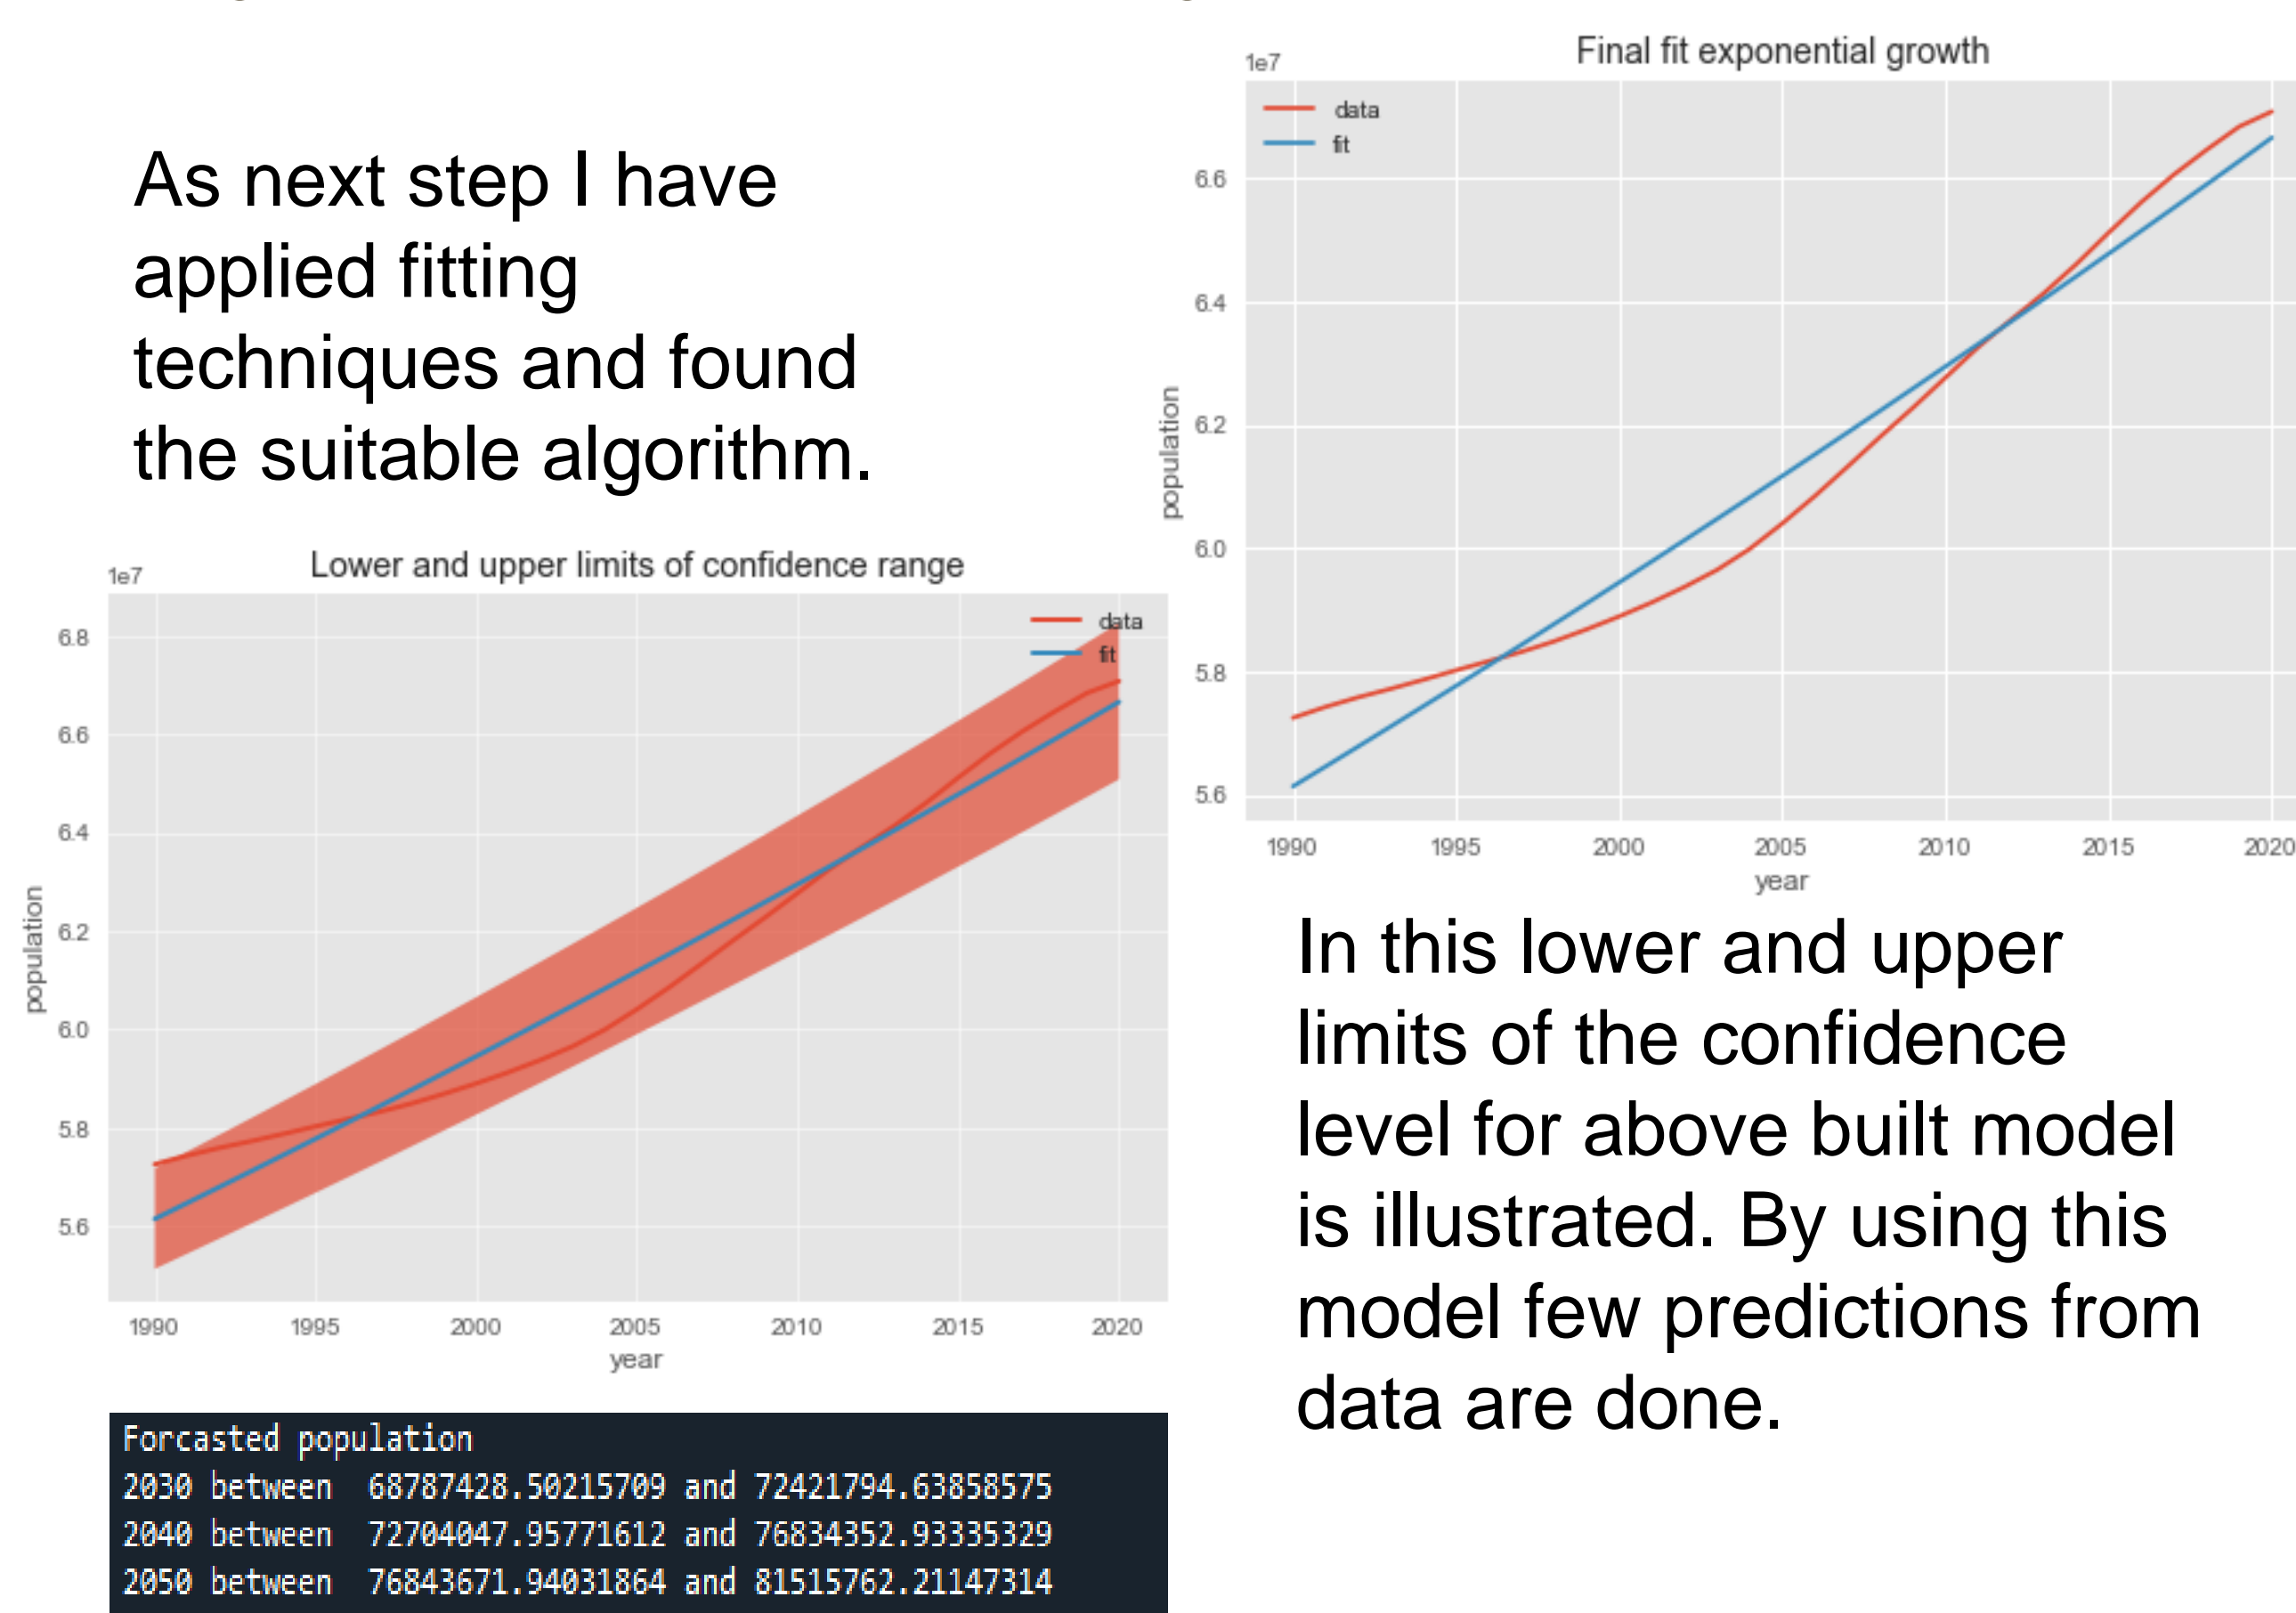 As next step I have
applied fitting
techniques and found
the suitable algorithm.
Final fit exponential growth
1e7
data
fit
6.6
6.4
6.2
6.0
5.8
5.6
population
1990 1995 2000 2005 2010 2015 2020
year
Lower and upper limits of confidence range
1e7
data
fit
6.8
6.6
6.4
6.2
6.0
5.8
5.6
population
1990 1995 2000 2005 2010 2015 2020
year
In this lower and upper
limits of the confidence
level for above built model
is illustrated. By using this
model few predictions from
data are done.
Forcasted population
2030 between 68787428.50215709 and 72421794.63858575
2040 between 72704047.95771612 and 76834352.93335329
2050 between 76843671.94031864 and 81515762.21147314